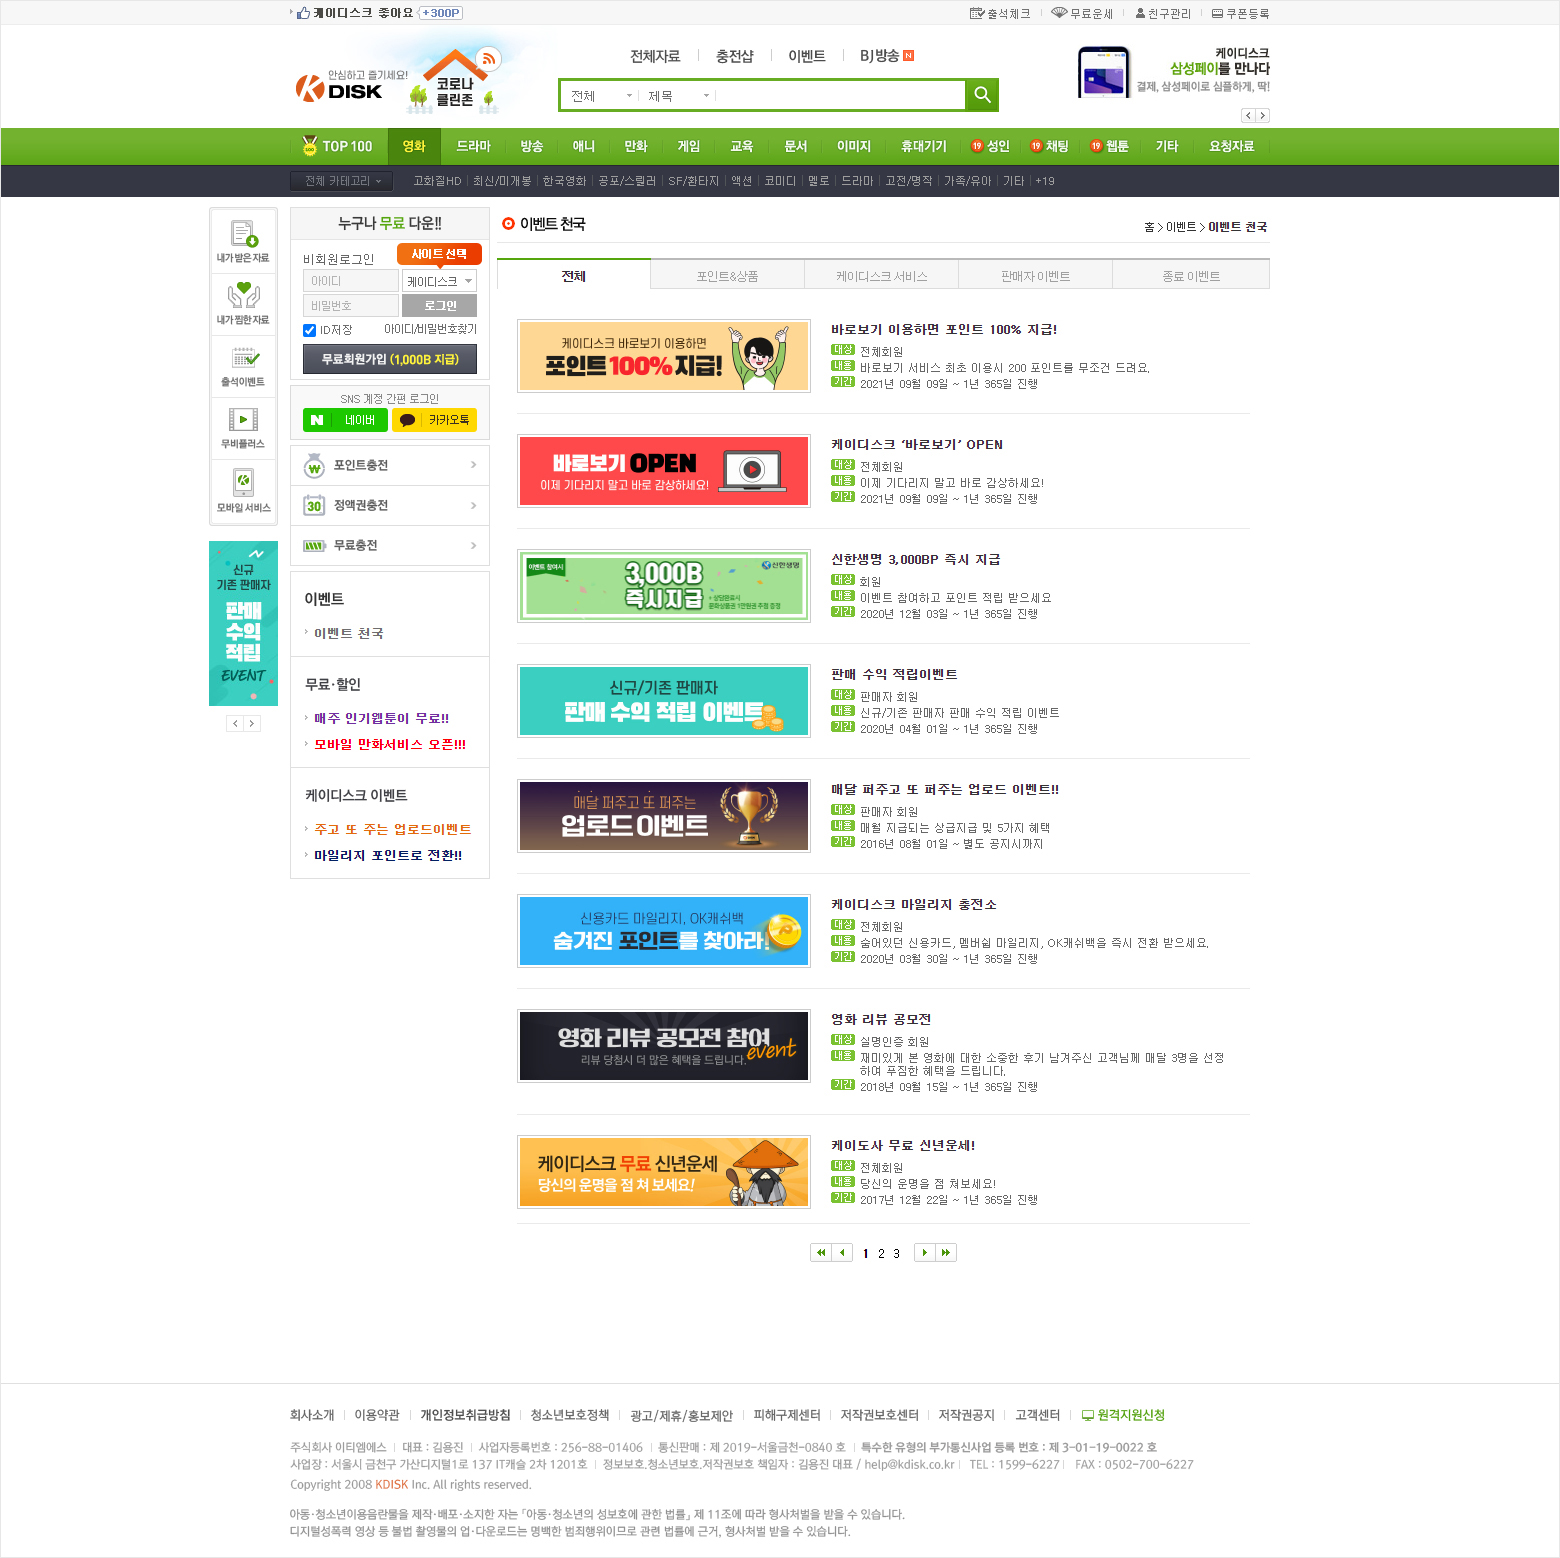 케이디스크 좋아요 +300P
출석체크 무료운세 친구관리 쿠폰등록
안심하고 즐기세요!
KDISK
코로나
클린존
전체자료 충전샵 이벤트 BJ방송 N
전체 제목
케이디스크
삼성페이를 만나다
결제, 삼성페이로 심플하게, 딱!
TOP 100 영화 드라마 방송 애니 만화 게임 교육 문서 이미지 휴대기기 19 성인 19 채팅 19 웹툰 기타 요청자료
전체 카테고리 고화질HD 최신/미개봉 한국영화 공포/스릴러 SF/환타지 액션 코미디 멜로 드라마 고전/명작 가족/유아 기타 +19
내가 받은 자료
내가 찜한 자료
출석이벤트
무비플러스
모바일 서비스
신규
기존 판매자
판매
수익
적립
EVENT
누구나 무료 다운!!
비회원로그인 사이트 선택
아이디 케이디스크
비밀번호 로그인
ID저장 아이디/비밀번호찾기
무료회원가입 (1,000B 지급)
SNS 계정 간편 로그인
N 네이버 카카오톡
포인트충전
30 정액권충전
무료충전
이벤트
이벤트 천국
무료·할인
매주 인기웹툰이 무료!!
모바일 만화서비스 오픈!!!
케이디스크 이벤트
주고 또 주는 업로드이벤트
마일리지 포인트로 전환!!
이벤트 천국
홈 > 이벤트 > 이벤트 천국
전체 포인트&상품 케이디스크 서비스 판매자 이벤트 종료 이벤트
케이디스크 바로보기 이용하면
포인트100%지급!
바로보기 이용하면 포인트 100% 지급!
대상 전체회원
내용 바로보기 서비스 최초 이용시 200 포인트를 무조건 드려요.
기간 2021년 09월 09일 ~ 1년 365일 진행
바로보기 OPEN
이제 기다리지 말고 바로 감상하세요!
케이디스크 ‘바로보기’ OPEN
대상 전체회원
내용 이제 기다리지 말고 바로 감상하세요!
기간 2021년 09월 09일 ~ 1년 365일 진행
이벤트 참여시
3,000B
즉시지급
신한생명
+ 상담완료시
문화상품권 1만원권 추첨 증정
신한생명 3,000BP 즉시 지급
대상 회원
내용 이벤트 참여하고 포인트 적립 받으세요
기간 2020년 12월 03일 ~ 1년 365일 진행
신규/기존 판매자
판매 수익 적립 이벤트
판매 수익 적립이벤트
대상 판매자 회원
내용 신규/기존 판매자 판매 수익 적립 이벤트
기간 2020년 04월 01일 ~ 1년 365일 진행
매달 퍼주고 또 퍼주는
업로드 이벤트
매달 퍼주고 또 퍼주는 업로드 이벤트!!
대상 판매자 회원
내용 매월 지급되는 상급지급 및 5가지 혜택
기간 2016년 08월 01일 ~ 별도 공지시까지
신용카드 마일리지, OK캐쉬백
숨겨진 포인트를 찾아라!
케이디스크 마일리지 충전소
대상 전체회원
내용 숨어있던 신용카드, 멤버쉽 마일리지, OK캐쉬백을 즉시 전환 받으세요.
기간 2020년 03월 30일 ~ 1년 365일 진행
영화 리뷰 공모전 참여
리뷰 당첨시 더 많은 혜택을 드립니다.
event
영화 리뷰 공모전
대상 실명인증 회원
내용 재미있게 본 영화에 대한 소중한 후기 남겨주신 고객님께 매달 3명을 선정
하여 푸짐한 혜택을 드립니다.
기간 2018년 09월 15일 ~ 1년 365일 진행
케이디스크 무료 신년운세
당신의 운명을 점 쳐 보세요!
케이도사 무료 신년운세!
대상 전체회원
내용 당신의 운명을 점 쳐보세요!
기간 2017년 12월 22일 ~ 1년 365일 진행
1 2 3
회사소개 이용약관 개인정보취급방침 청소년보호정책 광고/제휴/홍보제안 피해구제센터 저작권보호센터 저작권공지 고객센터 원격지원신청
주식회사 이티엠에스 대표 : 김용진 사업자등록번호 : 256-88-01406 통신판매 : 제 2019-서울금천-0840 호 특수한 유형의 부가통신사업 등록 번호 : 제 3-01-19-0022 호
사업장 : 서울시 금천구 가산디지털1로 137 IT캐슬 2차 1201호 정보보호.청소년보호.저작권보호 책임자 : 김용진 대표 / help@kdisk.co.kr TEL : 1599-6227 FAX : 0502-700-6227
Copyright 2008 KDISK Inc. All rights reserved.
아동·청소년이용음란물을 제작·배포·소지한 자는 「아동·청소년의 성보호에 관한 법률」 제 11조에 따라 형사처벌을 받을 수 있습니다.
디지털성폭력 영상 등 불법 촬영물의 업·다운로드는 명백한 범죄행위이므로 관련 법률에 근거, 형사처벌 받을 수 있습니다.